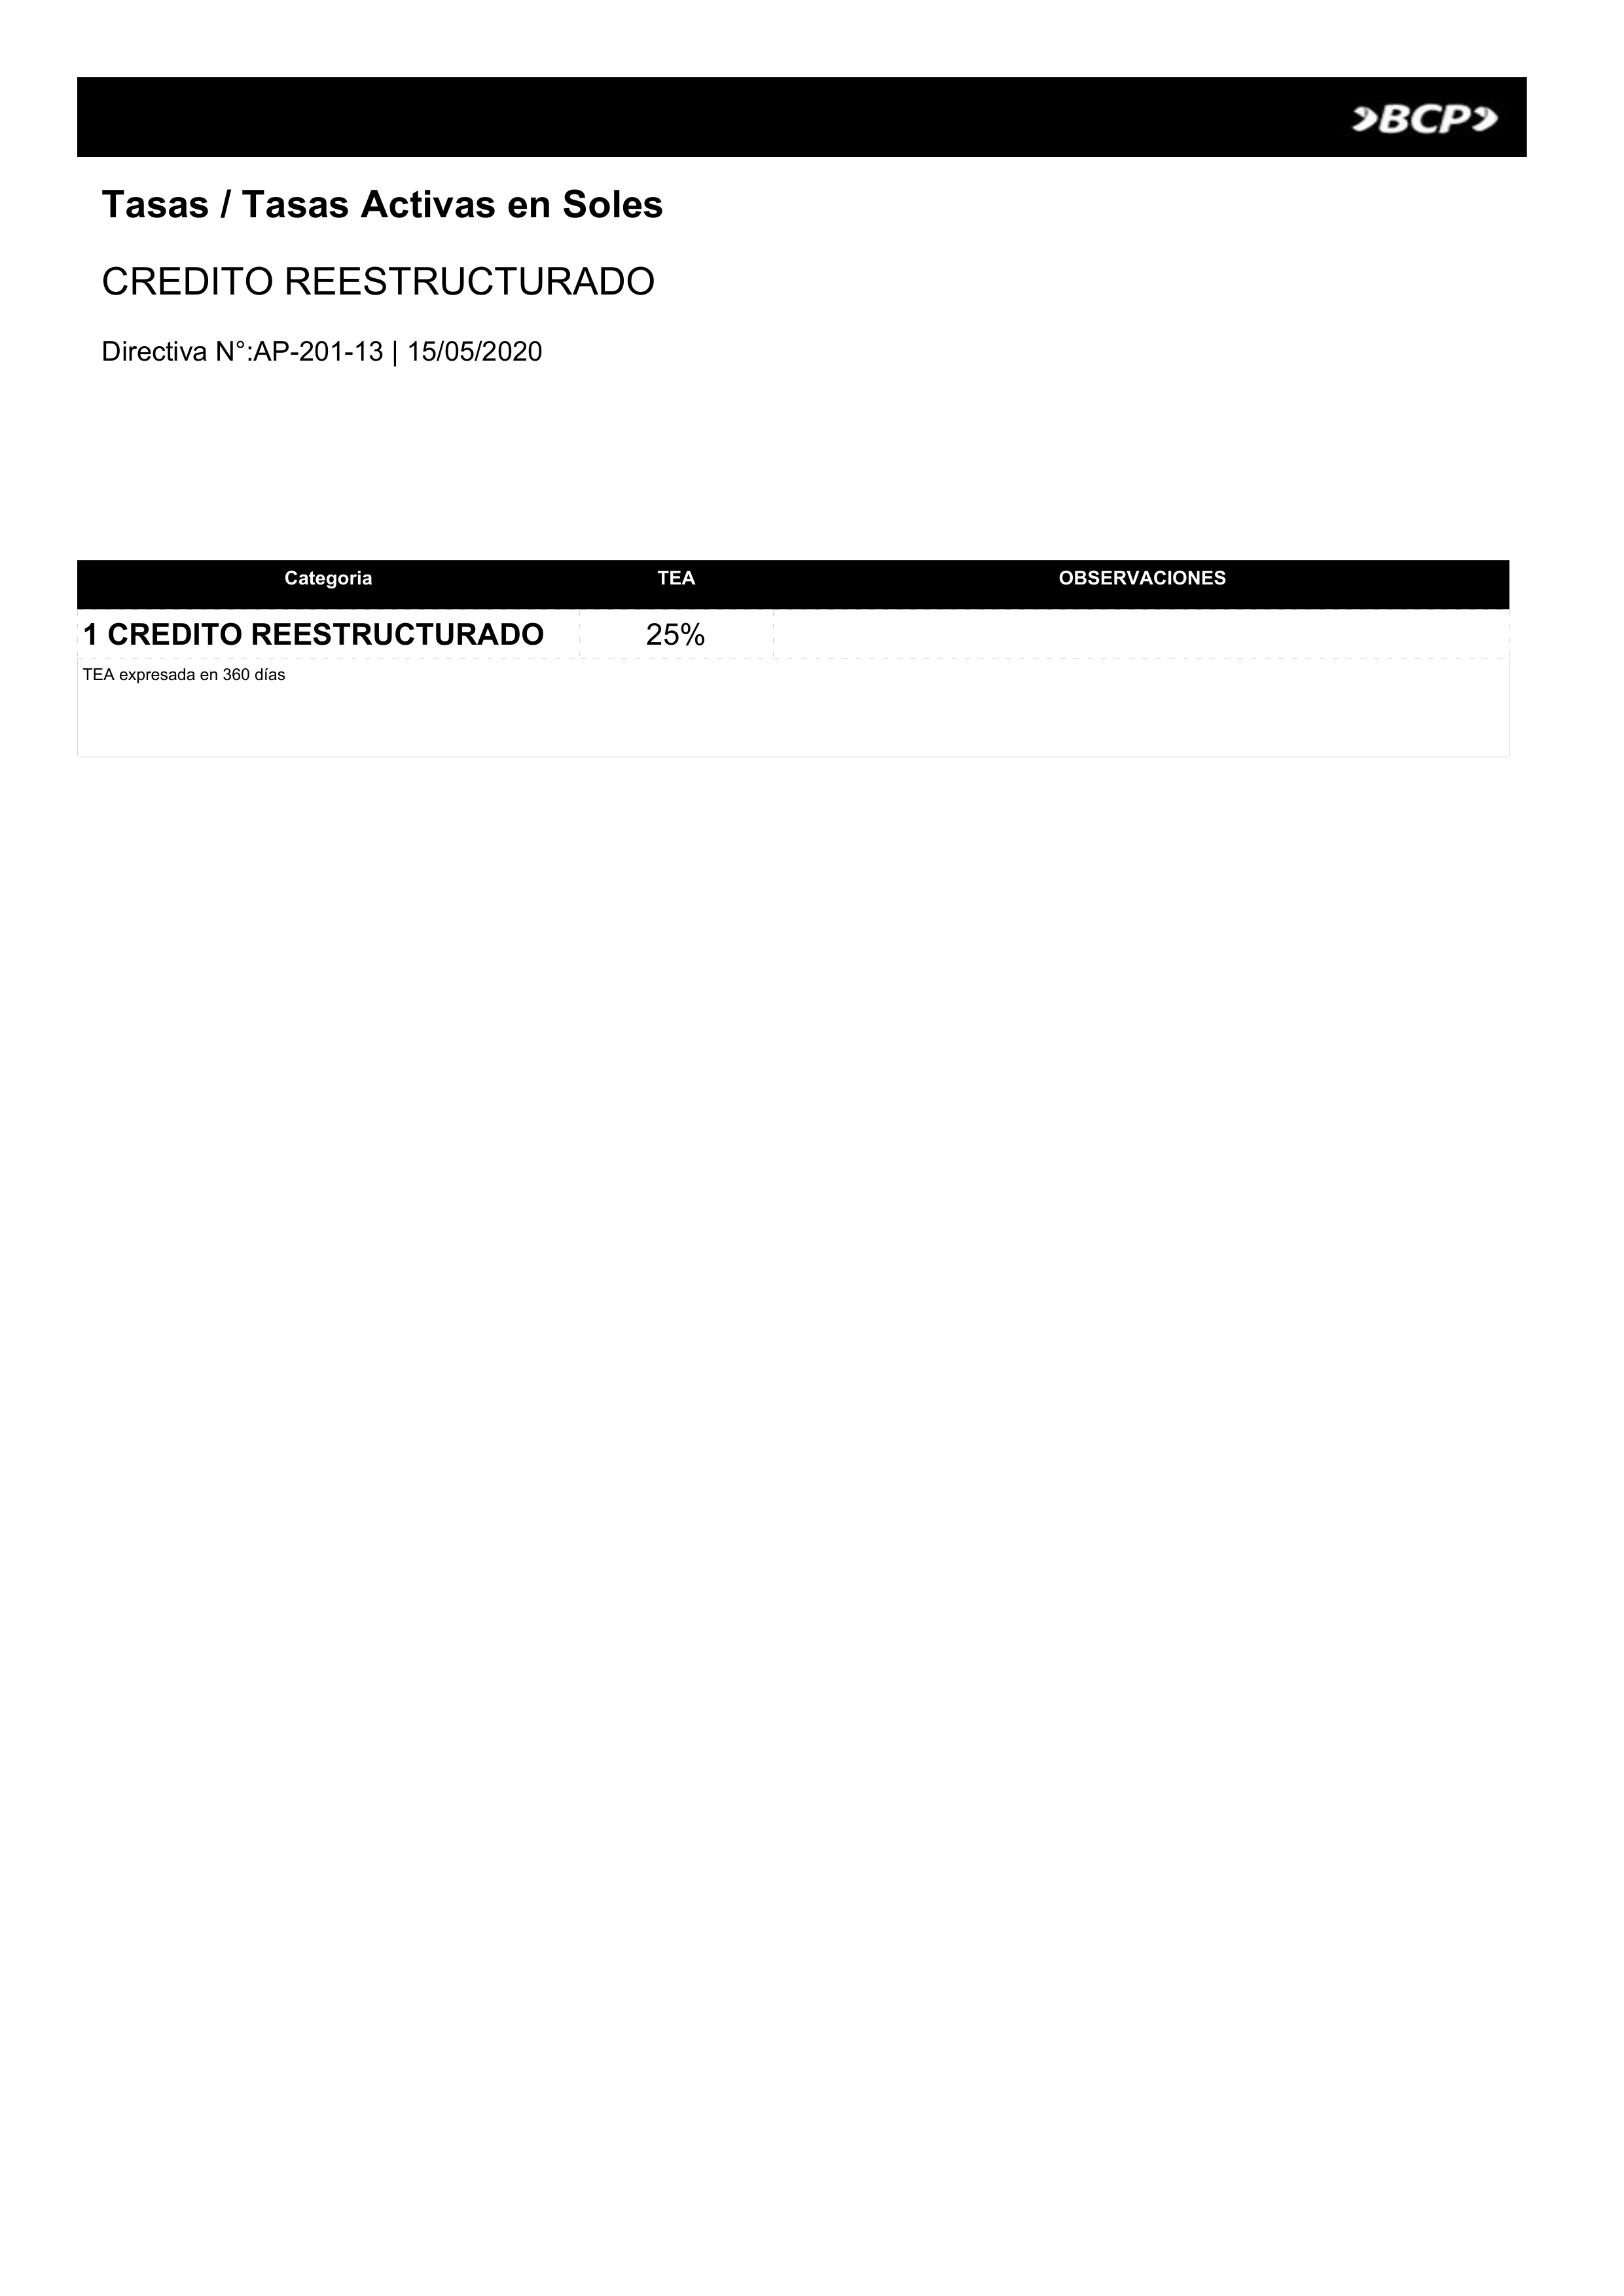 BCP
Tasas / Tasas Activas en Soles
CREDITO REESTRUCTURADO
Directiva N°:AP-201-13 | 15/05/2020
Categoria TEA OBSERVACIONES
1 CREDITO REESTRUCTURADO 25%
TEA expresada en 360 días